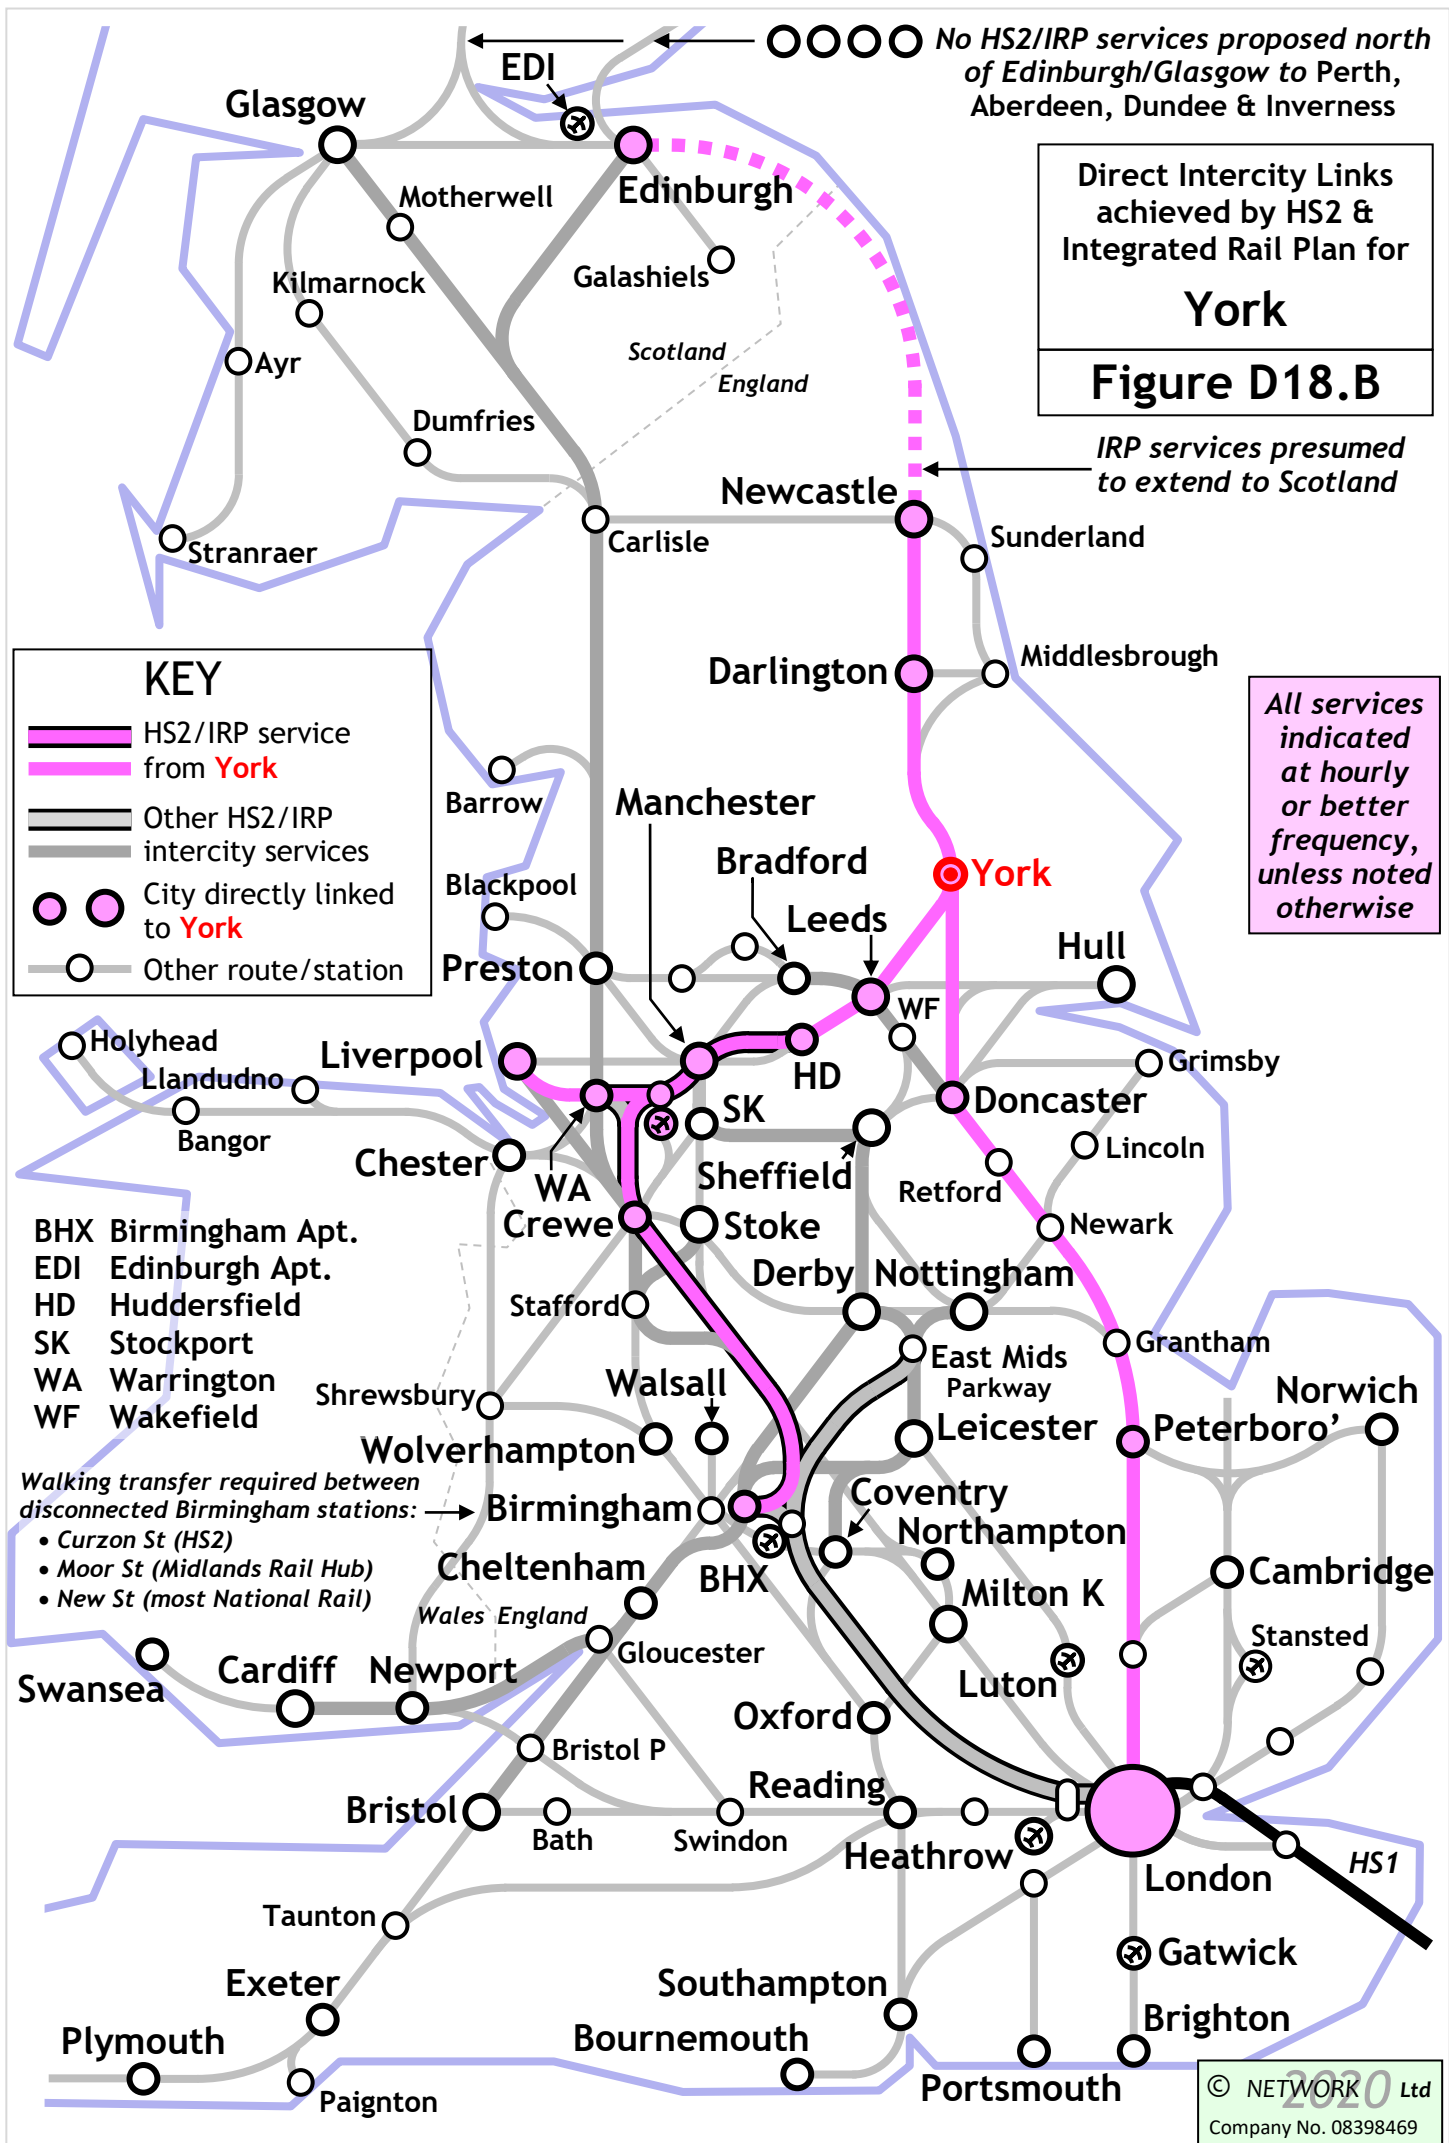 No HS2/IRP services proposed north
of Edinburgh/Glasgow to Perth,
Aberdeen, Dundee & Inverness
EDI
Glasgow
Edinburgh
Motherwell
Galashiels
Kilmarnock
Ayr
Scotland
England
Dumfries
Direct Intercity Links
achieved by HS2 &
Integrated Rail Plan for
York
Figure D18.B
IRP services presumed
to extend to Scotland
Newcastle
Carlisle
Sunderland
Stranraer
Darlington
Middlesbrough
KEY
HS2/IRP service
from York
Other HS2/IRP
intercity services
City directly linked
to York
Other route/station
All services
indicated
at hourly
or better
frequency,
unless noted
otherwise
Barrow
Manchester
Bradford
York
Blackpool
Leeds
Hull
Preston
WF
Holyhead
Llandudno
Bangor
Liverpool
HD
Grimsby
Doncaster
SK
Lincoln
Chester
WA
Sheffield
Retford
Crewe
Stoke
Newark
BHX Birmingham Apt.
EDI Edinburgh Apt.
HD Huddersfield
SK Stockport
WA Warrington
WF Wakefield
Derby
Nottingham
Stafford
Grantham
East Mids
Parkway
Walsall
Shrewsbury
Norwich
Leicester
Peterboro’
Wolverhampton
Walking transfer required between
disconnected Birmingham stations:
• Curzon St (HS2)
• Moor St (Midlands Rail Hub)
• New St (most National Rail)
Birmingham
Coventry
Northampton
BHX
Cheltenham
Cambridge
Milton K
Wales England
Gloucester
Stansted
Swansea
Cardiff
Newport
Luton
Oxford
Bristol P
Reading
Bristol
Bath
Swindon
Heathrow
London
HS1
Taunton
Gatwick
Exeter
Southampton
Brighton
Plymouth
Bournemouth
Portsmouth
Paignton
© NETWORK 2020 Ltd
Company No. 08398469